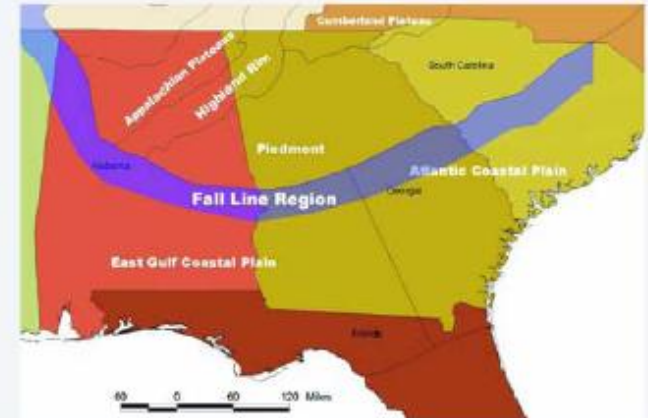 Cumberland Plateau
South Carolina
Appalachian Plateaus
Highland Rim
Piedmont
Alabama
Atlantic Coastal Plain
Georgia
Fall Line Region
East Gulf Coastal Plain
Florida
60 0 60 120 Miles